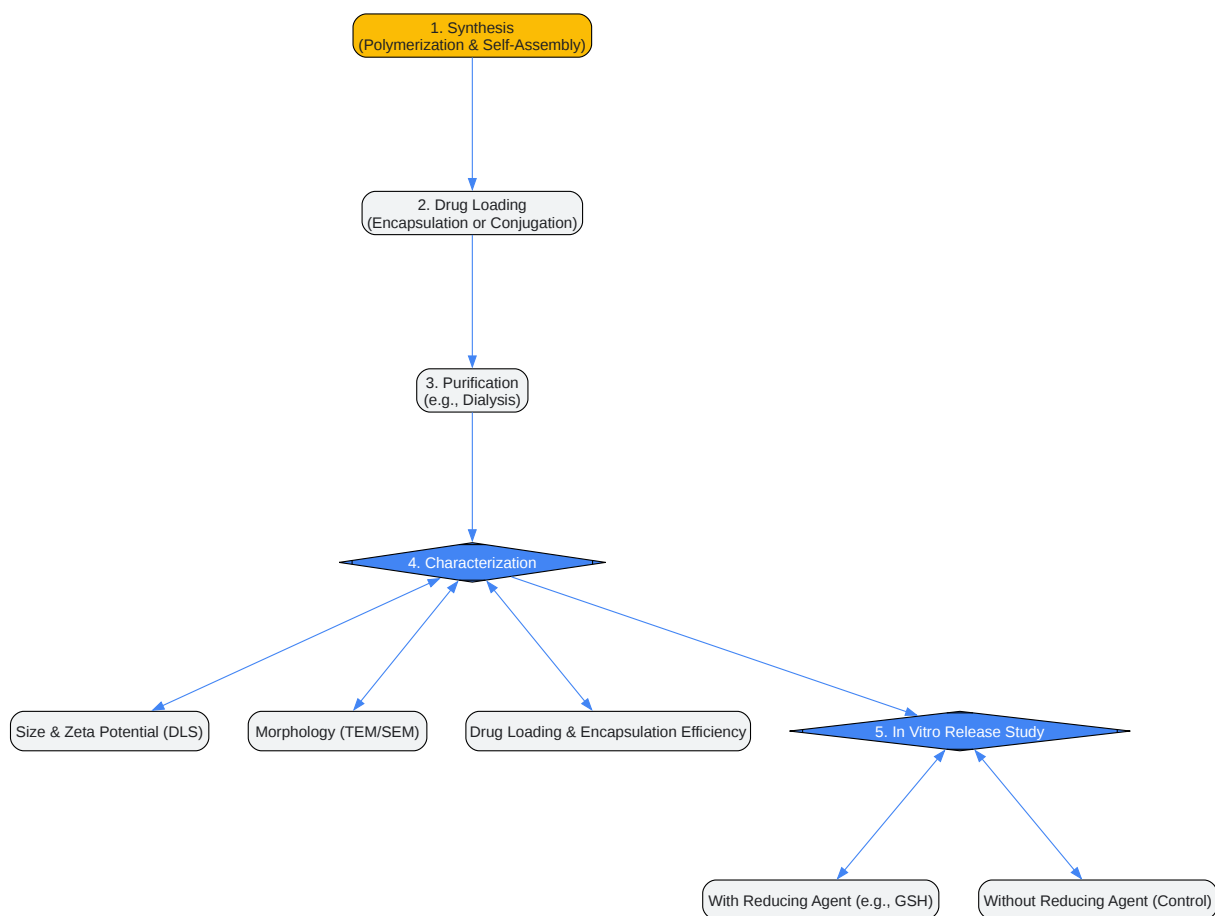 1. Synthesis
(Polymerization & Self-Assembly)
2. Drug Loading
(Encapsulation or Conjugation)
3. Purification
(e.g., Dialysis)
4. Characterization
Size & Zeta Potential (DLS)
Morphology (TEM/SEM)
Drug Loading & Encapsulation Efficiency
5. In Vitro Release Study
With Reducing Agent (e.g., GSH)
Without Reducing Agent (Control)